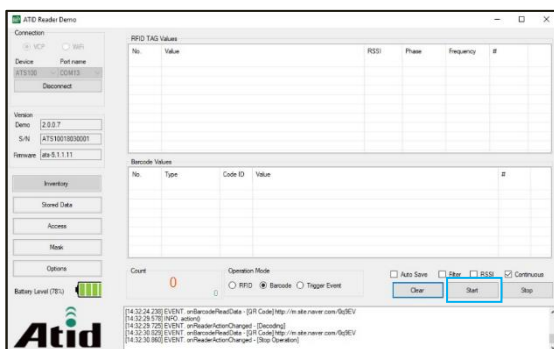 ATID Reader Demo
Connection
VCP WiFi
Device Port name
ATS100 COM13
Disconnect
Version
Demo 2.0.0.7
S/N ATS10018030001
Firmware ats-5.1.1.11
Inventory
Stored Data
Access
Mask
Options
Battery Level (78%)
Atid
RFID TAG Values
No. Value RSSI Phase Frequency #
Barcode Values
No. Type Code ID Value #
Count
0
0
Operation Mode
RFID Barcode Trigger Event
Auto Save Filter RSSI Continuous
Clear Start Stop
[14:32:24.238] EVENT. onBarcodeReadData - [QR Code] http://m.site.naver.com/0q9EV
[14:32:29.578] INFO. action()
[14:32:29.725] EVENT. onReaderActionChanged - [Decoding]
[14:32:30.829] EVENT. onBarcodeReadData - [QR Code] http://m.site.naver.com/0q9EV
[14:32:30.860] EVENT. onReaderActionChanged - [Stop Operation]